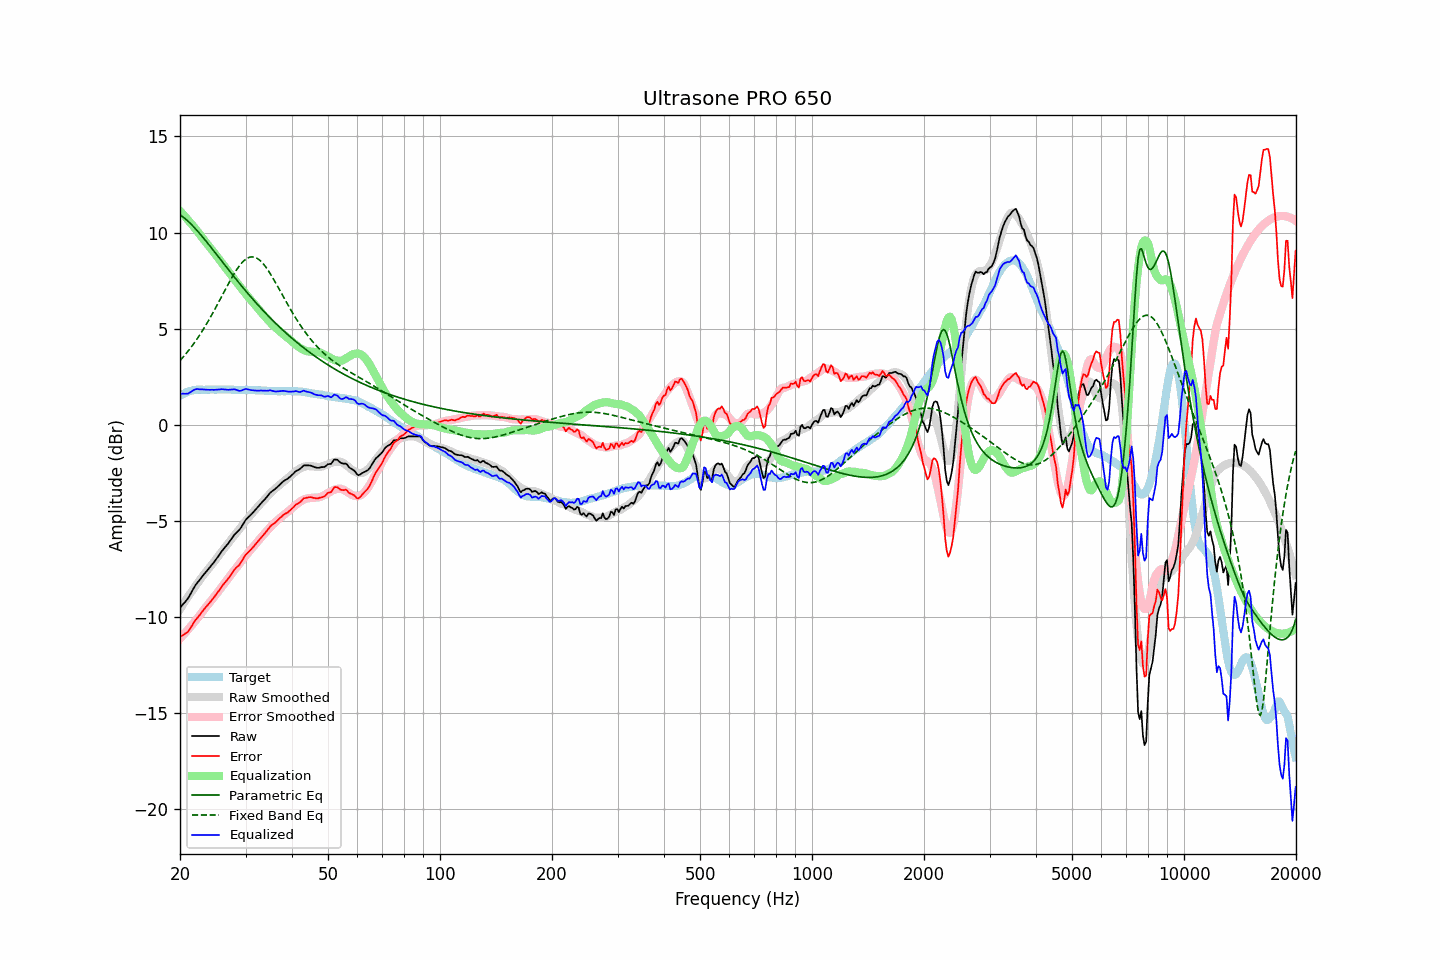 Ultrasone PRO 650
15
10
5
0
−5
−10
−15
−20
Amplitude (dBr)
Target
Raw Smoothed
Error Smoothed
Raw
Error
Equalization
Parametric Eq
Fixed Band Eq
Equalized
20 50 100 200 500 1000 2000 5000 10000 20000
Frequency (Hz)